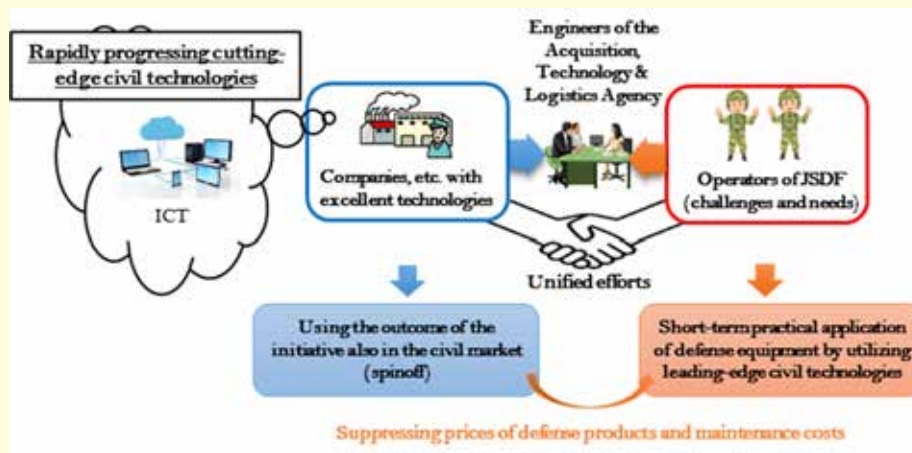 Rapidly progressing cutting-
edge civil technologies
ICT
Companies, etc. with
excellent technologies
Engineers of the
Acquisition,
Technology &
Logistics Agency
Operators of JSDF
(challenges and needs)
Unified efforts
Using the outcome of the
initiative also in the civil market
(spinoff)
Short-term practical application
of defense equipment by utilizing
leading-edge civil technologies
Suppressing prices of defense products and maintenance costs